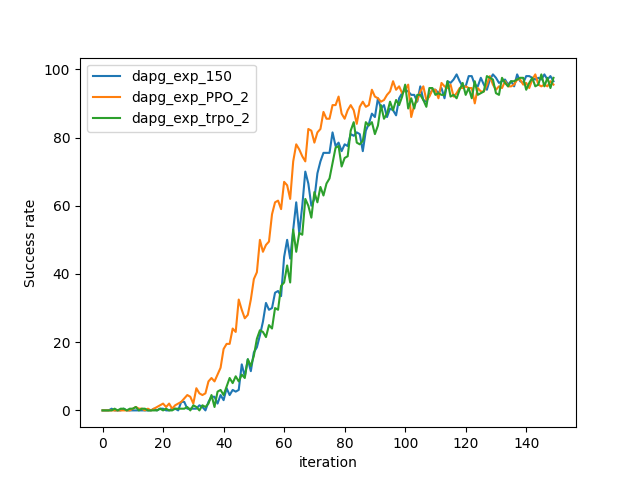 dapg_exp_150
dapg_exp_PPO_2
dapg_exp_trpo_2
100
80
60
40
20
0
Success rate
0 20 40 60 80 100 120 140
iteration